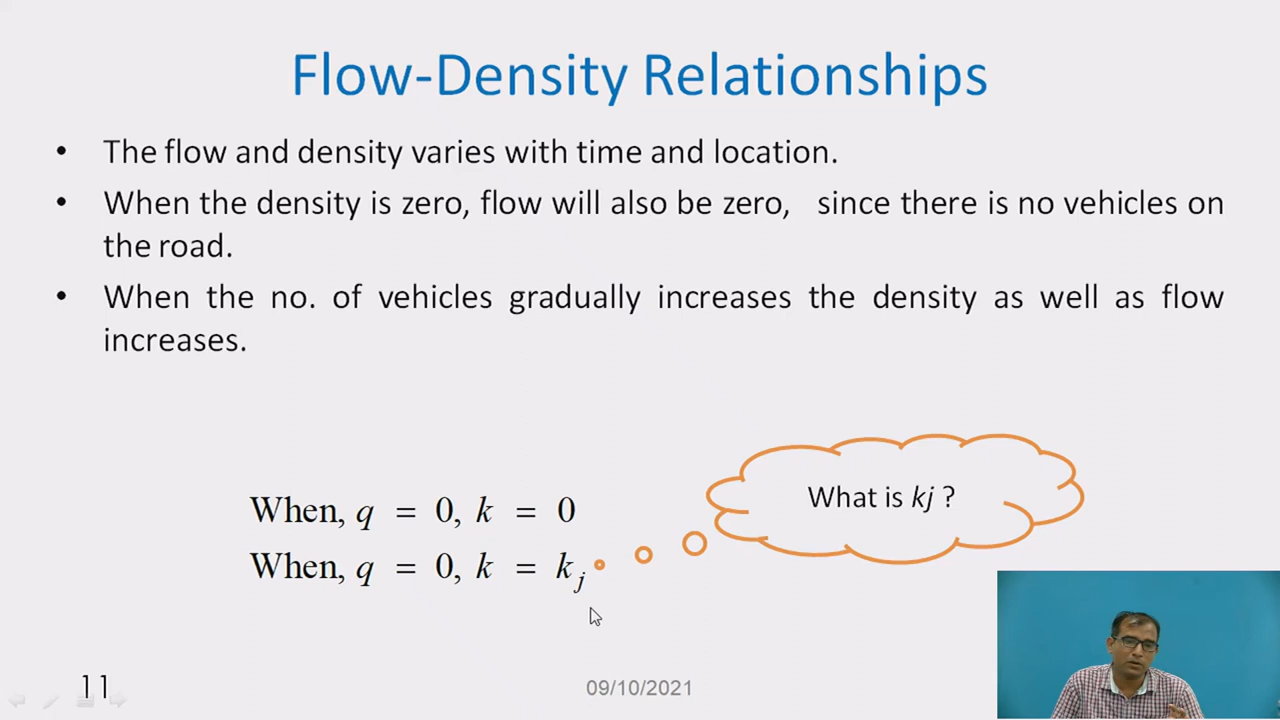 Flow-Density Relationships
• The flow and density varies with time and location.
• When the density is zero, flow will also be zero, since there is no vehicles on
the road.
• When the no. of vehicles gradually increases the density as well as flow
increases.
What is kj ?
When, q = 0, k = 0
When, q = 0, k = kj
11
09/10/2021